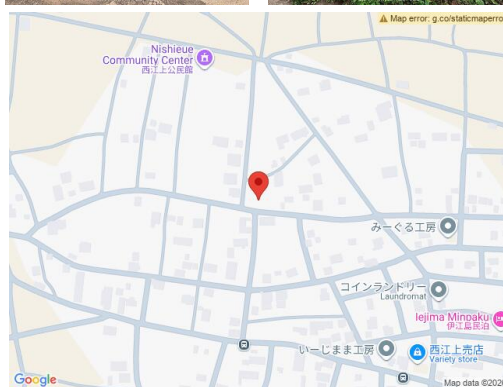 Map error: g.co/staticmaperro
Nishieue
Community Center
西江上公民館
みーぐる工房
コインランドリー
Laundromat
Iejima Minpaku
伊江島民泊
いーじまま工房
西江上売店
Variety store
Google
Map data ©202